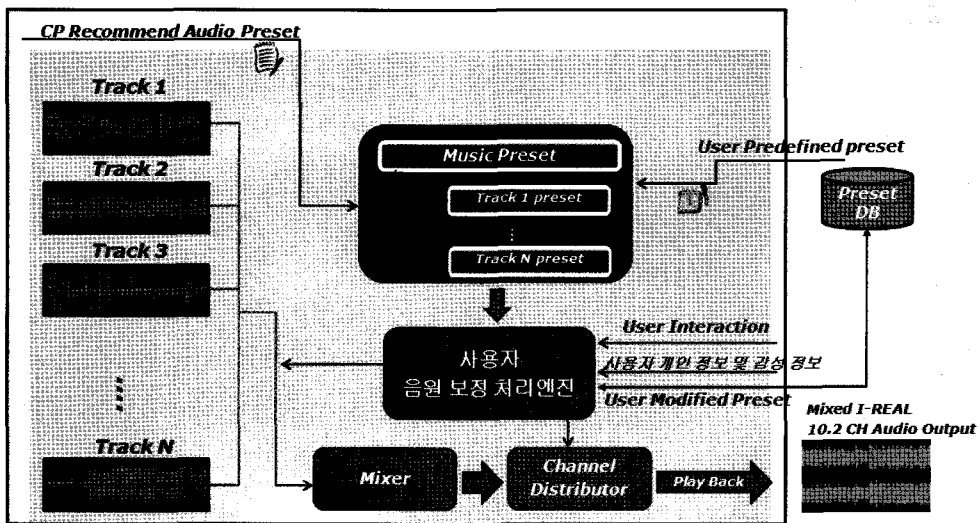 CP Recommend Audio Preset
Track 1
Track 2
Track 3
Track N
Music Preset
Track 1 preset
⋮
Track N preset
User Predefined preset
Preset
DB
사용자
음원 보정 처리엔진
User Interaction
사용자 개인 정보 및 감성 정보
User Modified Preset
Mixer
Channel
Distributor
Play Back
Mixed I-REAL
10.2 CH Audio Output